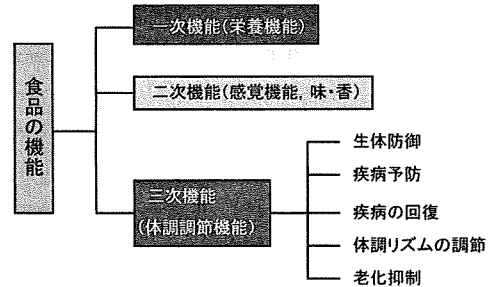 食品の機能
一次機能(栄養機能)
二次機能(感覚機能, 味・香)
三次機能
(体調調節機能)
生体防御
疾病予防
疾病の回復
体調リズムの調節
老化抑制